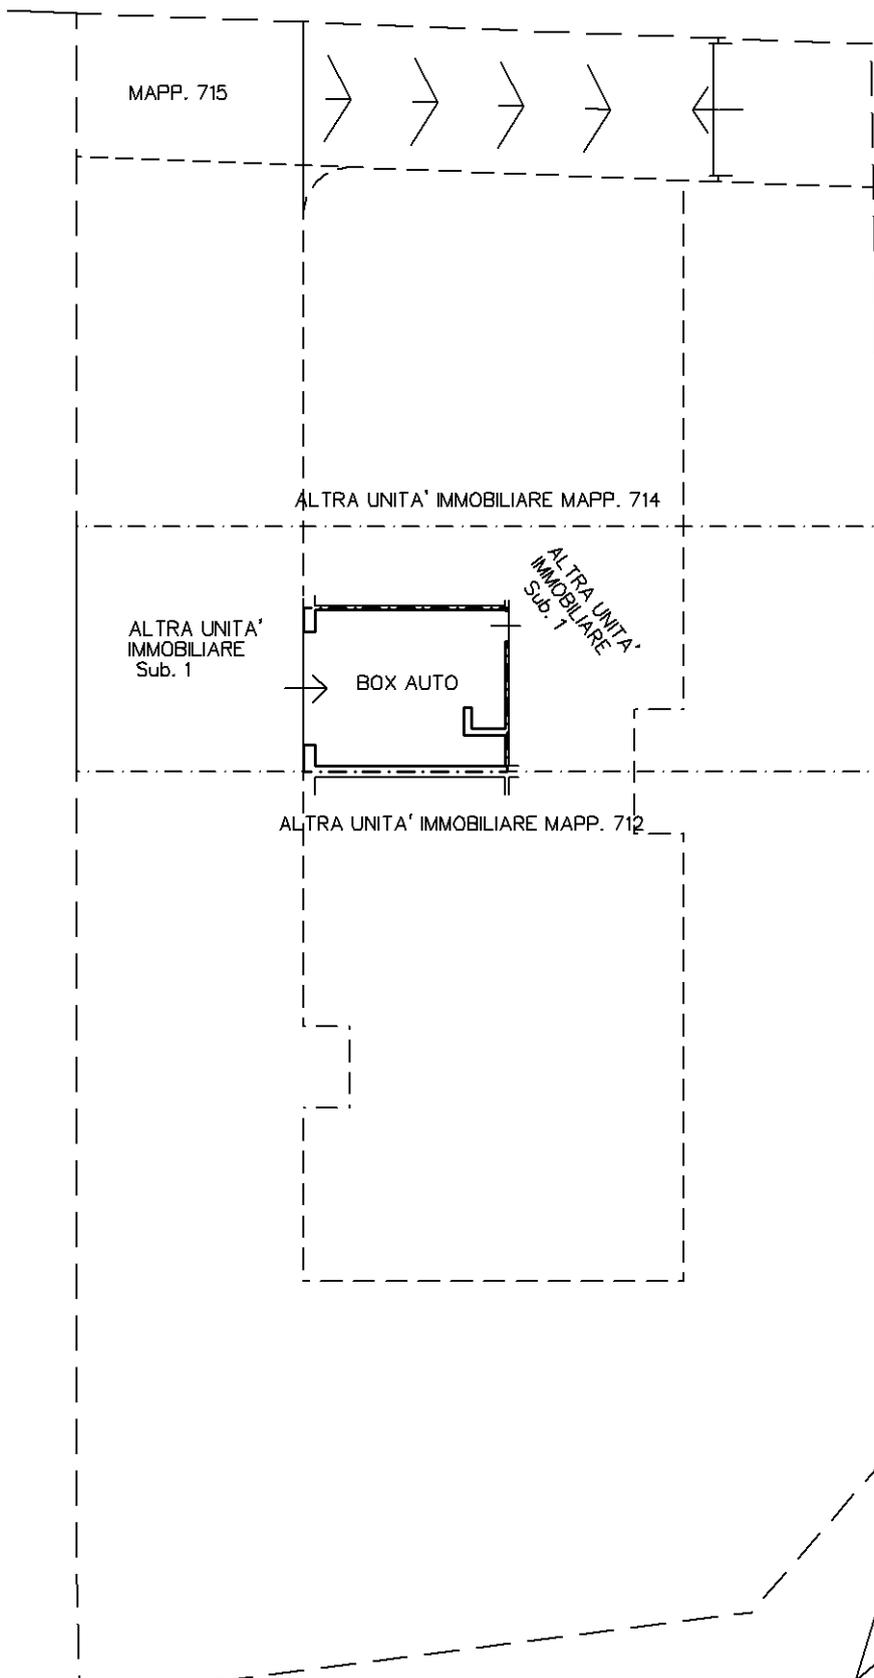 MAPP. 715
ALTRA UNITA' IMMOBILIARE MAPP. 714
ALTRA UNITA'
IMMOBILIARE
Sub. 1
ALTRA UNITA'
IMMOBILIARE
Sub. 1
BOX AUTO
ALTRA UNITA' IMMOBILIARE MAPP. 712